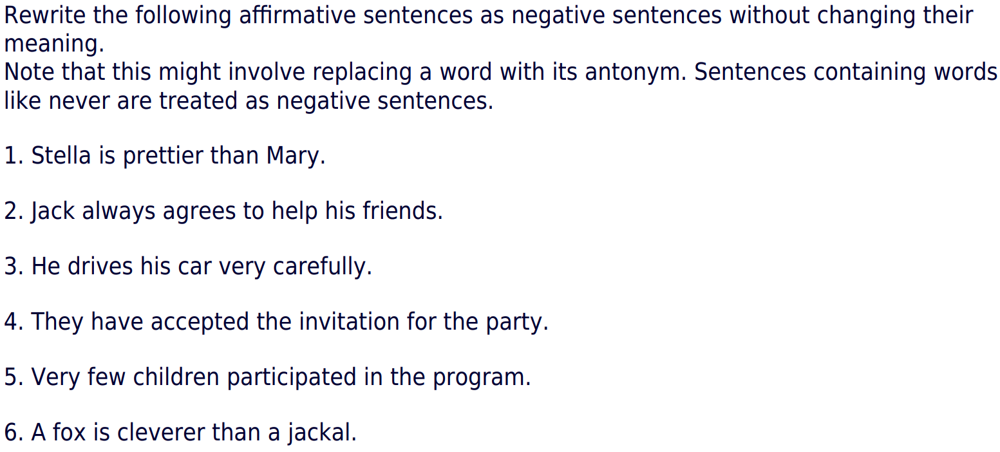 Rewrite the following affirmative sentences as negative sentences without changing their
meaning.
Note that this might involve replacing a word with its antonym. Sentences containing words
like never are treated as negative sentences.
1. Stella is prettier than Mary.
2. Jack always agrees to help his friends.
3. He drives his car very carefully.
4. They have accepted the invitation for the party.
5. Very few children participated in the program.
6. A fox is cleverer than a jackal.